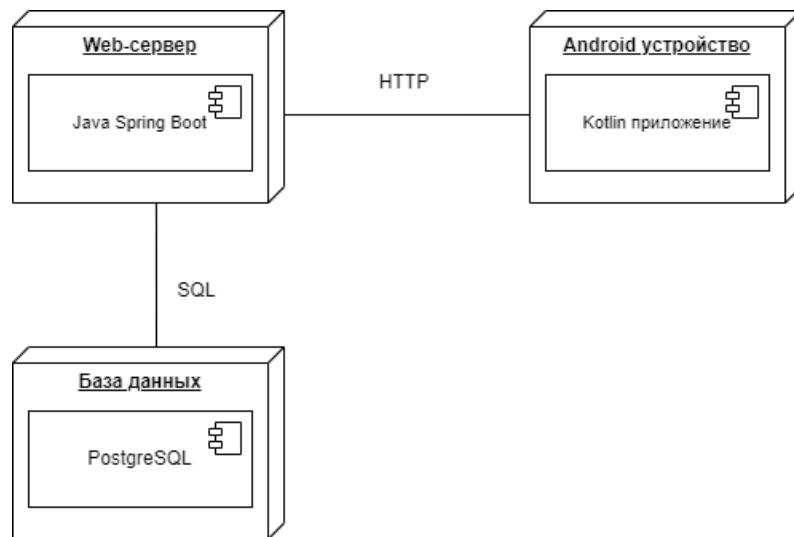 Web-сервер
Java Spring Boot
HTTP
Android устройство
Kotlin приложение
SQL
База данных
PostgreSQL